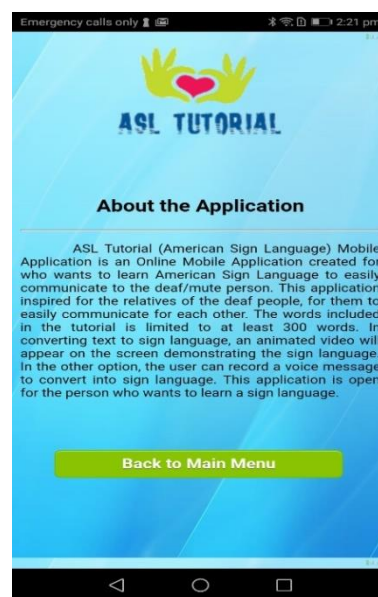 Emergency calls only 2:21 pm
ASL TUTORIAL
About the Application
ASL Tutorial (American Sign Language) Mobile
Application is an Online Mobile Application created for
who wants to learn American Sign Language to easily
communicate to the deaf/mute person. This application
inspired for the relatives of the deaf people, for them to
easily communicate for each other. The words included
in the tutorial is limited to at least 300 words. In
converting text to sign language, an animated video will
appear on the screen demonstrating the sign language.
In the other option, the user can record a voice message
to convert into sign language. This application is open
for the person who wants to learn a sign language.
Back to Main Menu